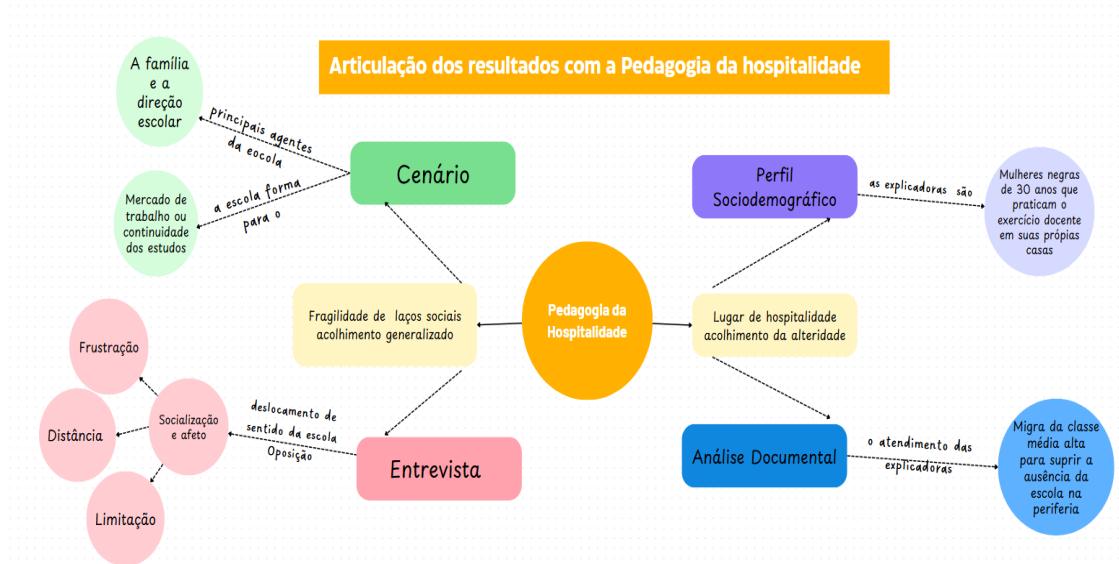 Articulação dos resultados com a Pedagogia da hospitalidade
A família
e a
direção
escolar
principais agentes
da eocola
Cenário
a escola forma
para o
Mercado de
trabalho ou
continuidade
dos estudos
Perfil
Sociodemográfico
as explicadoras são
Mulheres negras
de 30 anos que
praticam o
exercício docente
em suas própias
casas
Fragilidade de laços sociais
acolhimento generalizado
Pedagogia da
Hospitalidade
Lugar de hospitalidade
acolhimento da alteridade
Frustração
Distância
Limitação
Socialização
e afeto
deslocamento de
sentido da escola
Oposição
Entrevista
Análise Documental
o atendimento das
explicadoras
Migra da classe
média alta
para suprir a
ausência da
escola na
periferia